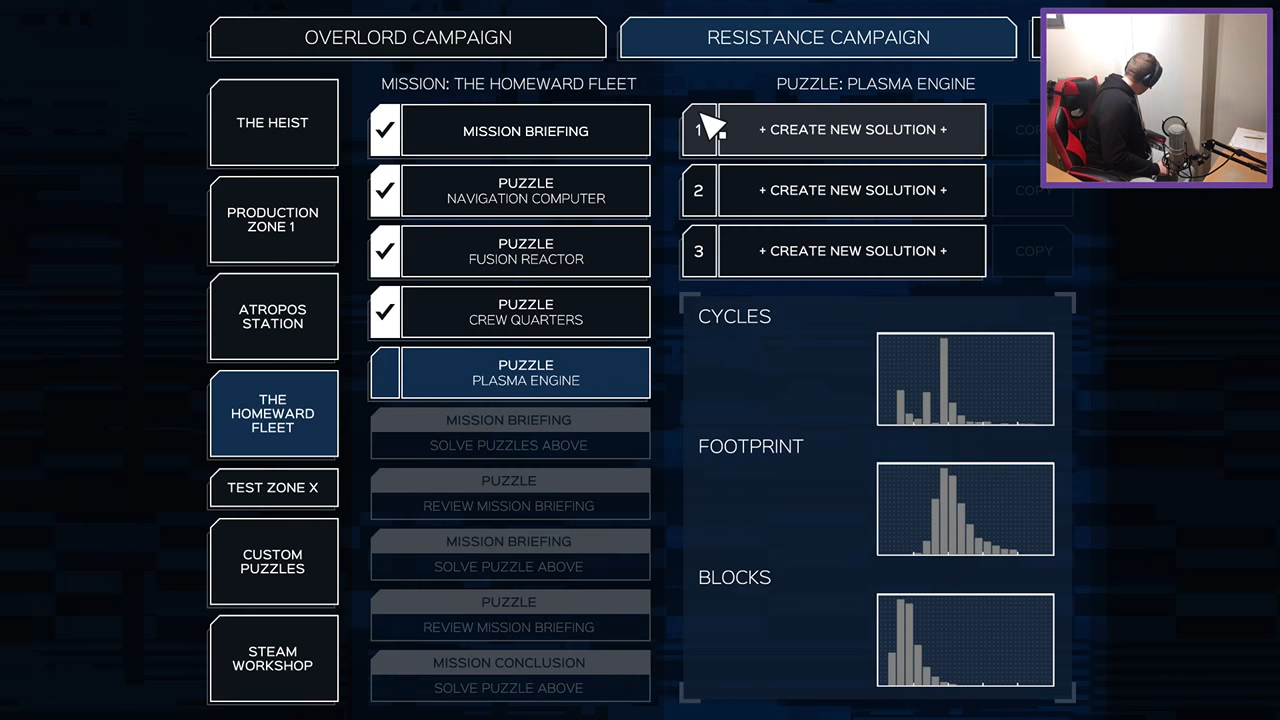 OVERLORD CAMPAIGN
RESISTANCE CAMPAIGN
THE HEIST
PRODUCTION
ZONE 1
ATROPOS
STATION
THE
HOMEWARD
FLEET
TEST ZONE X
CUSTOM
PUZZLES
STEAM
WORKSHOP
MISSION: THE HOMEWARD FLEET
MISSION BRIEFING
PUZZLE
NAVIGATION COMPUTER
PUZZLE
FUSION REACTOR
PUZZLE
CREW QUARTERS
PUZZLE
PLASMA ENGINE
MISSION BRIEFING
SOLVE PUZZLES ABOVE
PUZZLE
REVIEW MISSION BRIEFING
MISSION BRIEFING
SOLVE PUZZLE ABOVE
PUZZLE
REVIEW MISSION BRIEFING
MISSION CONCLUSION
SOLVE PUZZLE ABOVE
PUZZLE: PLASMA ENGINE
1 + CREATE NEW SOLUTION +
2 + CREATE NEW SOLUTION + COPY
3 + CREATE NEW SOLUTION + COPY
CYCLES
FOOTPRINT
BLOCKS